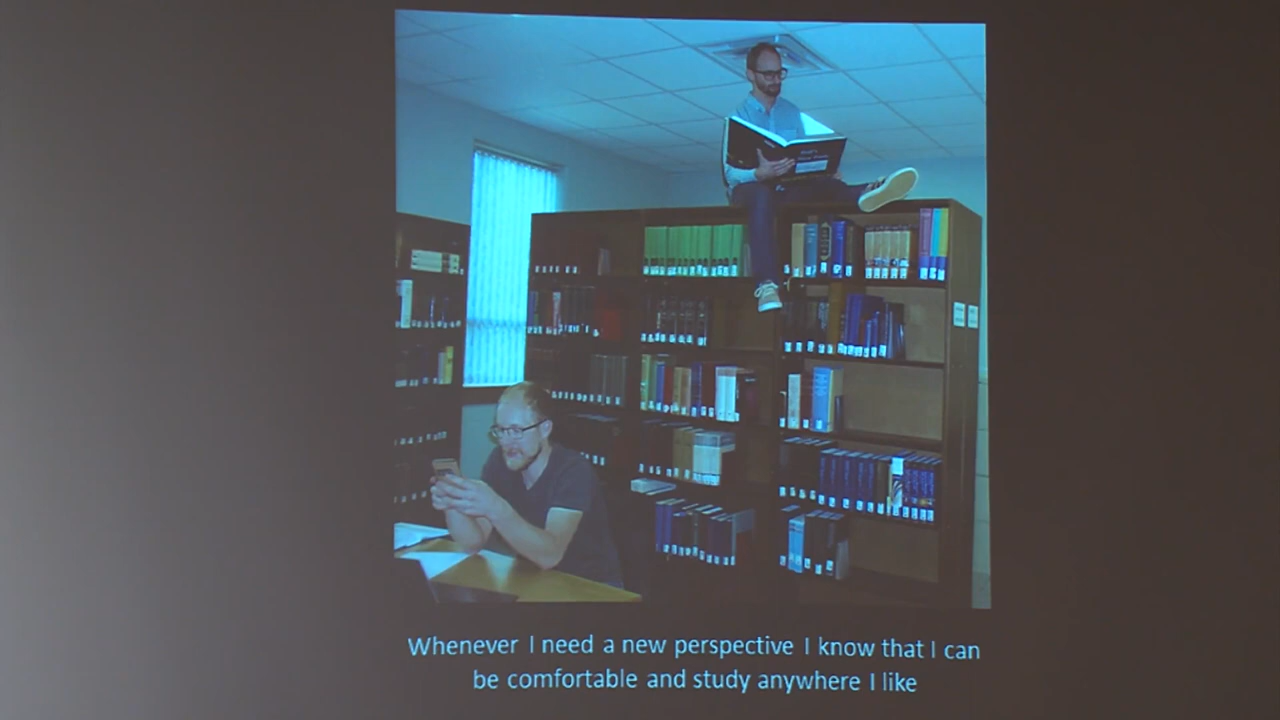 Whenever I need a new perspective I know that I can
be comfortable and study anywhere I like